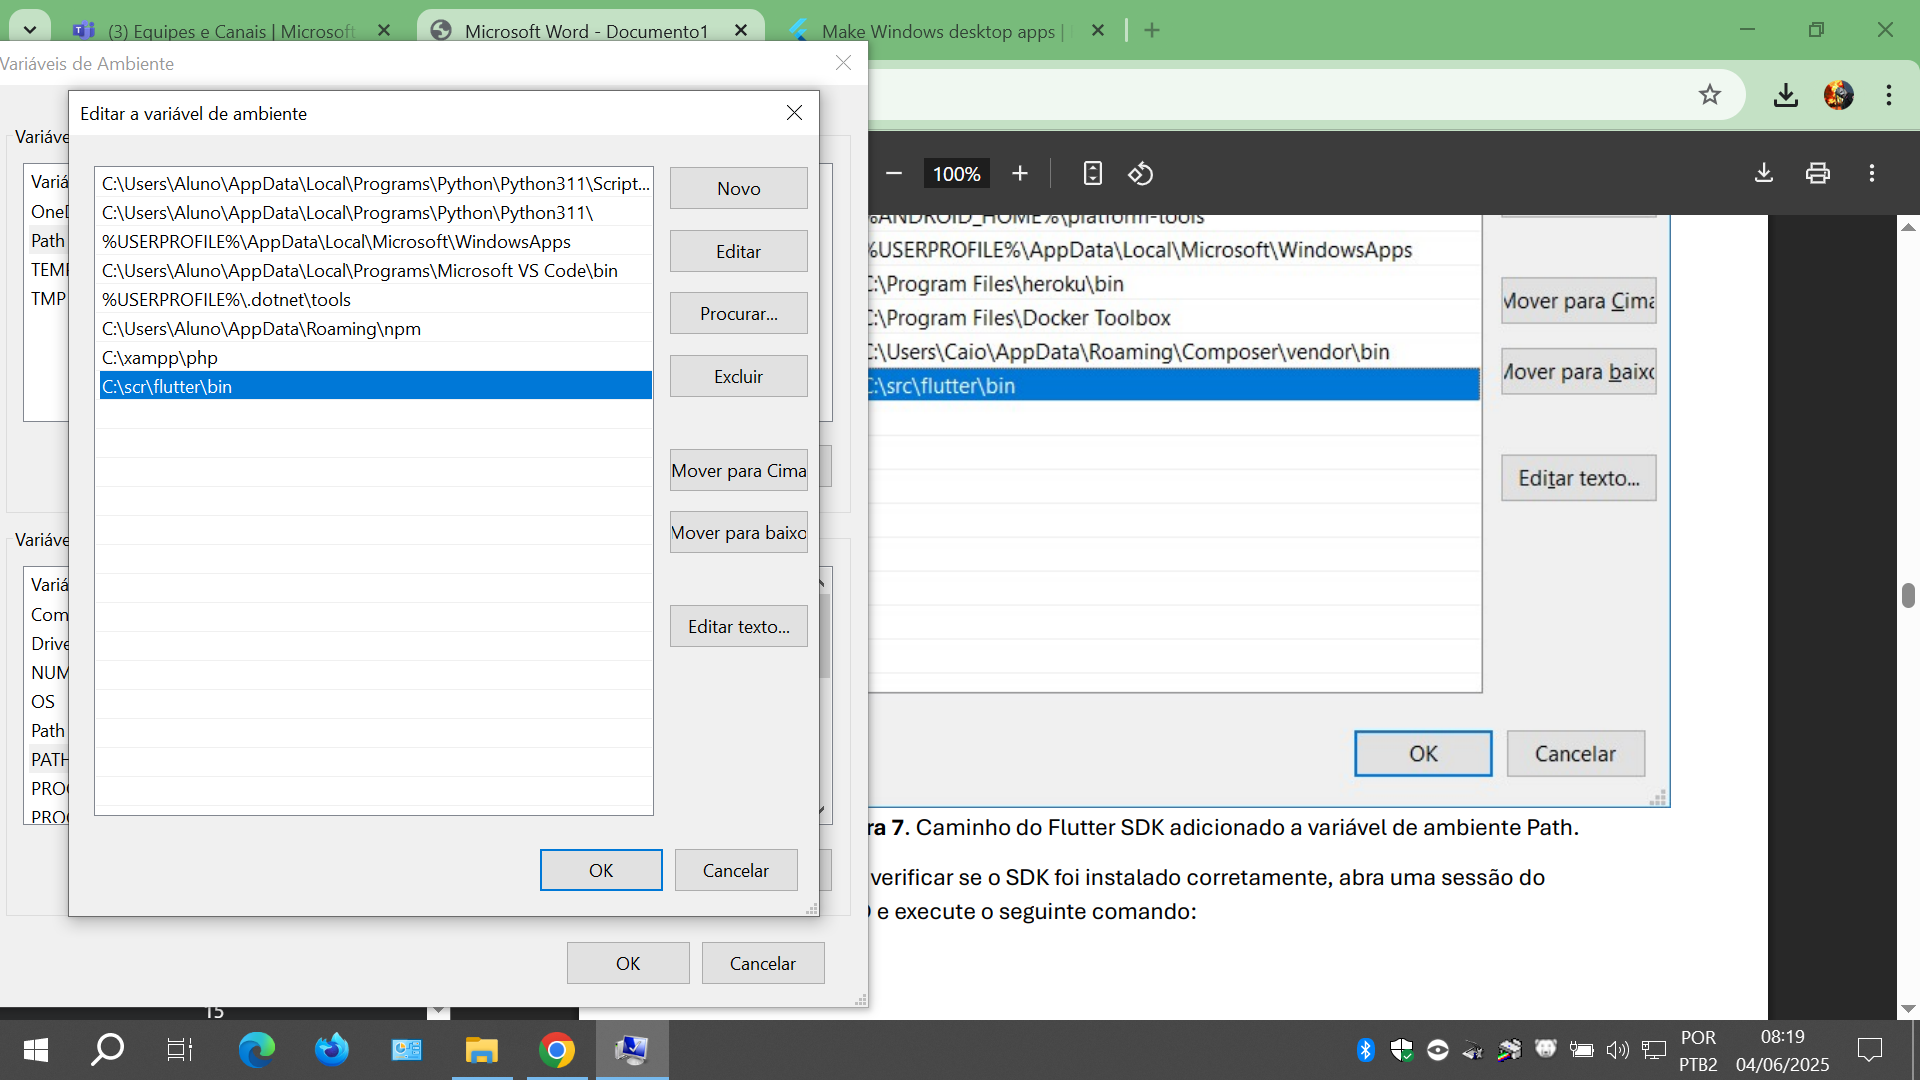 (3) Equipes e Canais | Microsoft
Microsoft Word - Documento1
Make Windows desktop apps |
Variáveis de Ambiente
Editar a variável de ambiente
Variáve
Variá
OneD
Path
TEMI
TMP
C:\Users\Aluno\AppData\Local\Programs\Python\Python311\Script...
C:\Users\Aluno\AppData\Local\Programs\Python\Python311\
%USERPROFILE%\AppData\Local\Microsoft\WindowsApps
C:\Users\Aluno\AppData\Local\Programs\Microsoft VS Code\bin
%USERPROFILE%\.dotnet\tools
C:\Users\Aluno\AppData\Roaming\npm
C:\xampp\php
C:\scr\flutter\bin
Novo
Editar
Procurar...
Excluir
Mover para Cima
Mover para baixo
Editar texto...
OK
Cancelar
Variáve
Variá
Com
Drive
NUM
OS
Path
PATH
PROC
PROC
OK
Cancelar
100%
%ANDROID_HOME%\platform-tools
%USERPROFILE%\AppData\Local\Microsoft\WindowsApps
C:\Program Files\heroku\bin
C:\Program Files\Docker Toolbox
C:\Users\Caio\AppData\Roaming\Composer\vendor\bin
C:\src\flutter\bin
Mover para Cima
Mover para baixo
Editar texto...
OK
Cancelar
ra 7. Caminho do Flutter SDK adicionado a variável de ambiente Path.
verificar se o SDK foi instalado corretamente, abra uma sessão do
e execute o seguinte comando:
15
POR
PTB2
08:19
04/06/2025